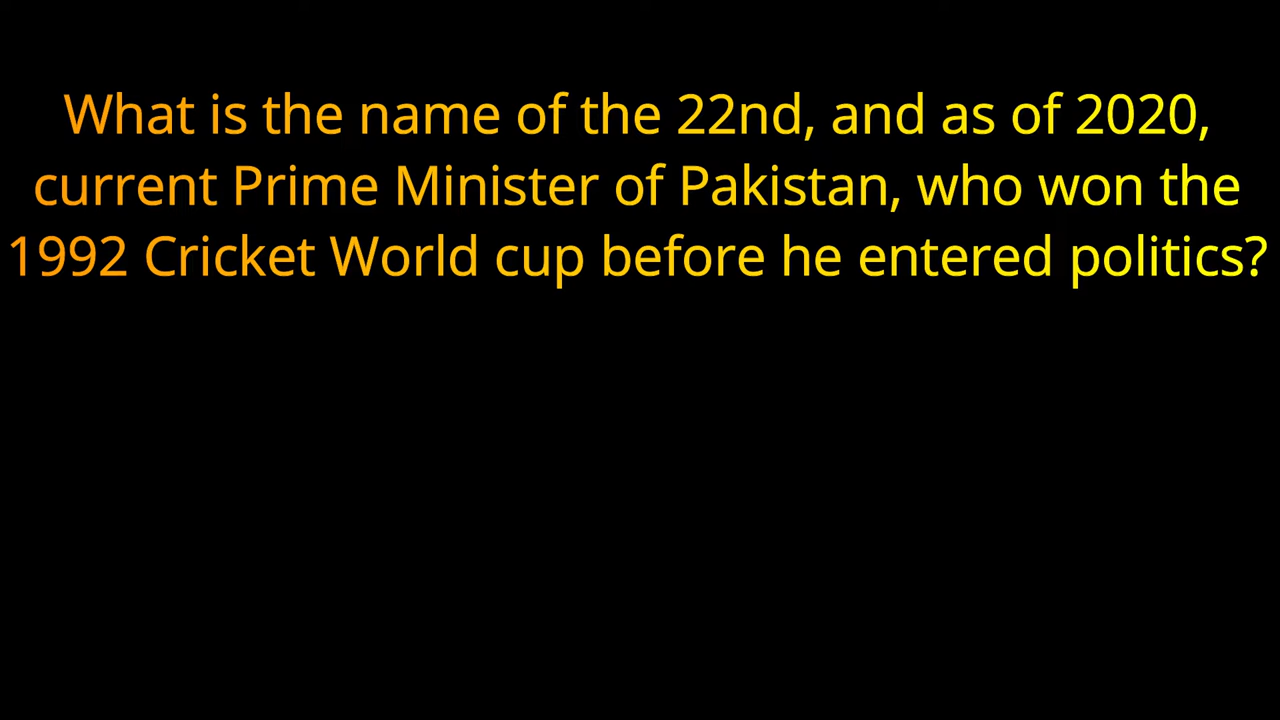 What is the name of the 22nd, and as of 2020,
current Prime Minister of Pakistan, who won the
1992 Cricket World cup before he entered politics?